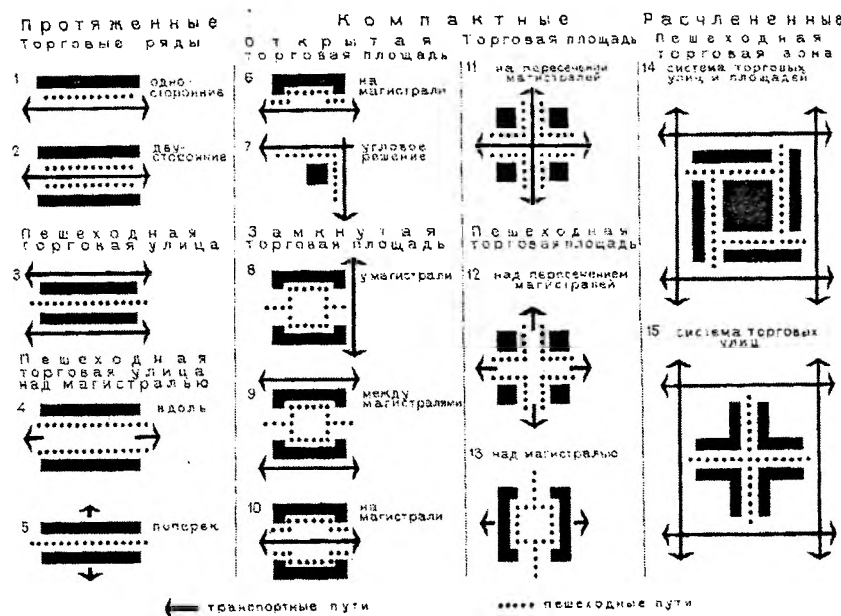 Протяженные
торговые ряды
1
одно-
сторонние
2
двy-
сторонние
Пешеходная
торговая улица
3
Пешеходная
торговая улица
над магистралью
4
вдоль
5
поперек
Компактные
открытая
торговая площадь
6
на
магистрали
7
угловое
решение
Замкнутая
торговая площадь
8
у магистрали
9
между
магистралями
10
на
магистрали
Торговая площадь
11
на пересечении
магистралей
Пешеходная
торговая площадь
12
над пересечением
магистралей
13 над магистралью
Расчлененные
Пешеходная
торговая зона
14 система торговых
улиц и площадей
15 система торговых
улиц
транспортные пути
пешеходные пути